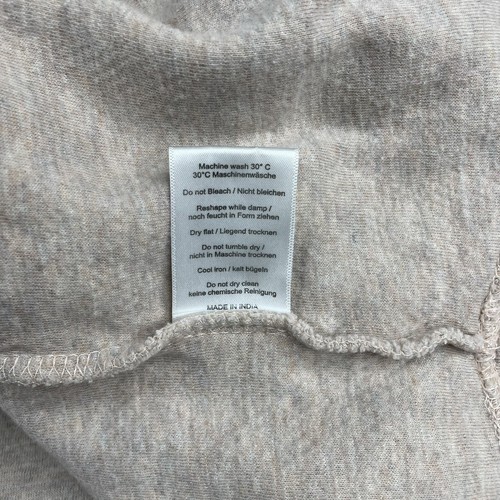 Machine wash 30° C
30°C Maschinenwäsche
Do not Bleach / Nicht bleichen
Reshape while damp /
noch feucht in Form ziehen
Dry flat / Liegend trocknen
Do not tumble dry /
nicht in Maschine trocknen
Cool iron / kalt bügeln
Do not dry clean
keine chemische Reinigung
MADE IN INDIA